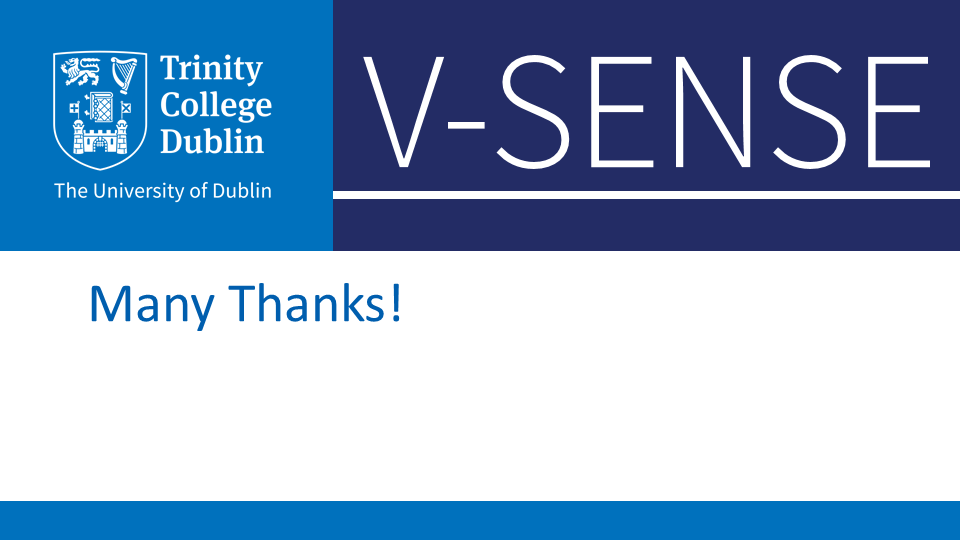 Trinity
College
Dublin
The University of Dublin
V-SENSE
Many Thanks!